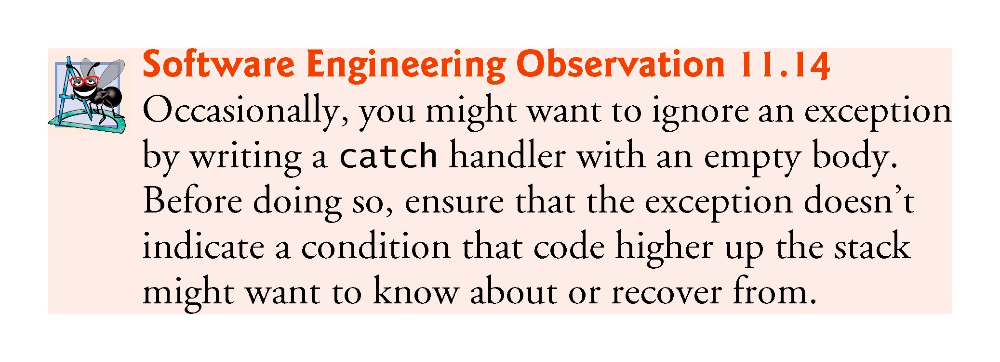 Software Engineering Observation 11.14
Occasionally, you might want to ignore an exception
by writing a catch handler with an empty body.
Before doing so, ensure that the exception doesn’t
indicate a condition that code higher up the stack
might want to know about or recover from.